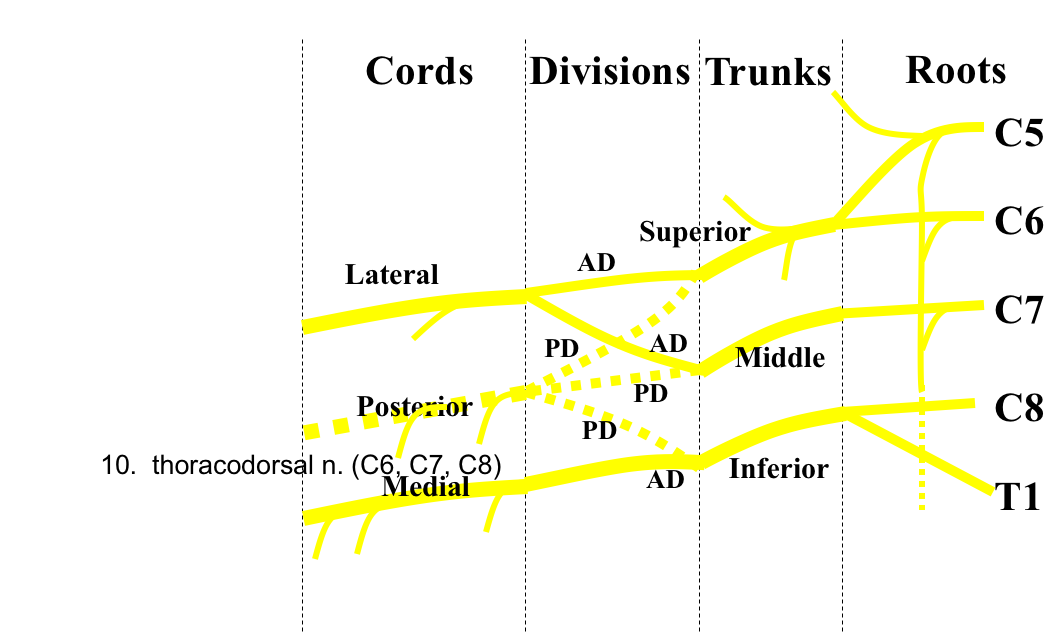 Cords Divisions Trunks Roots
C5
C6
Superior
AD
Lateral
C7
PD AD
Middle
PD
Posterior
C8
PD
10. thoracodorsal n. (C6, C7, C8)
Inferior
AD
Medial
T1